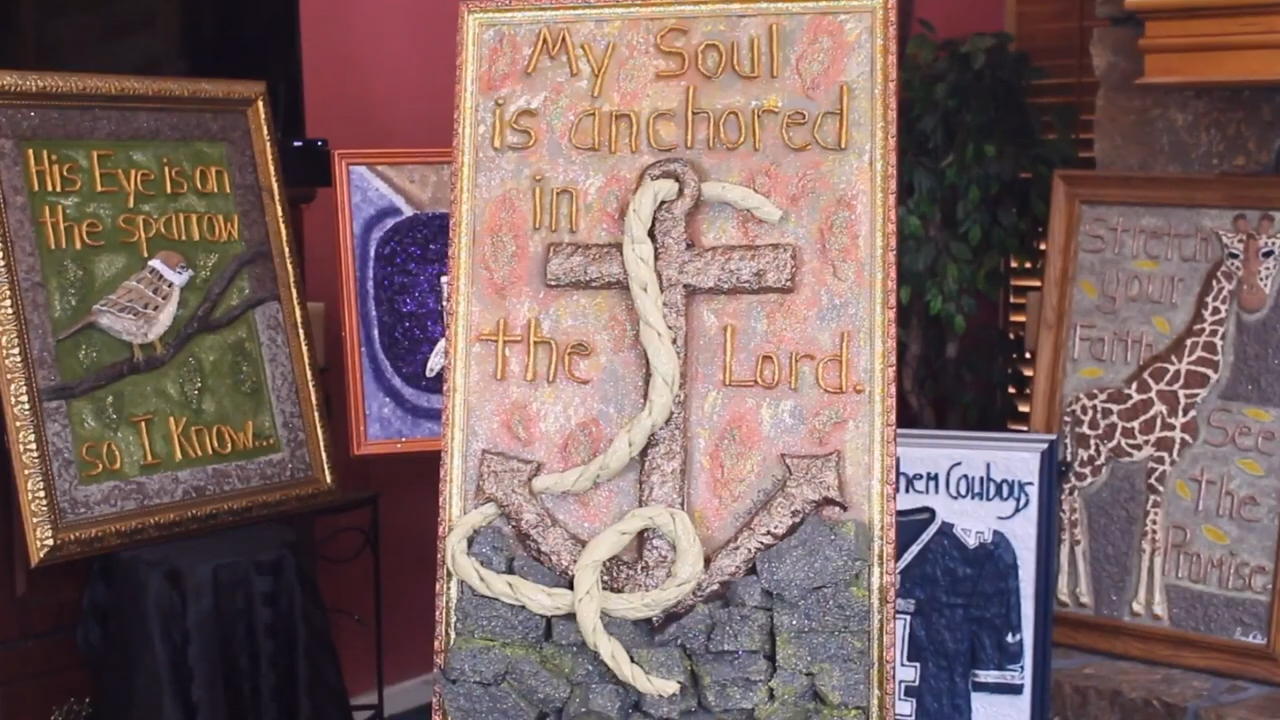 My Soul
is anchored
in
the Lord.
His Eye is on
the sparrow
so I Know...
hem Cowboys
Stretch
your
Faith
See
the
Promise